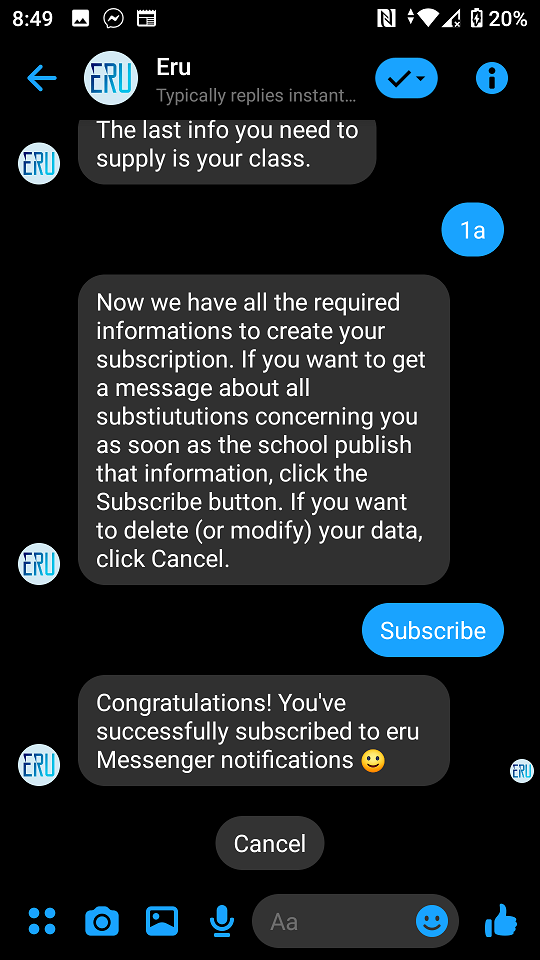 8:49
20%
ERU
Eru
Typically replies instant...
The last info you need to
supply is your class.
ERU
1a
Now we have all the required
informations to create your
subscription. If you want to get
a message about all
substiututions concerning you
as soon as the school publish
that information, click the
Subscribe button. If you want
to delete (or modify) your data,
click Cancel.
ERU
Subscribe
Congratulations! You've
successfully subscribed to eru
Messenger notifications 🙂
ERU
ERU
Cancel
Aa